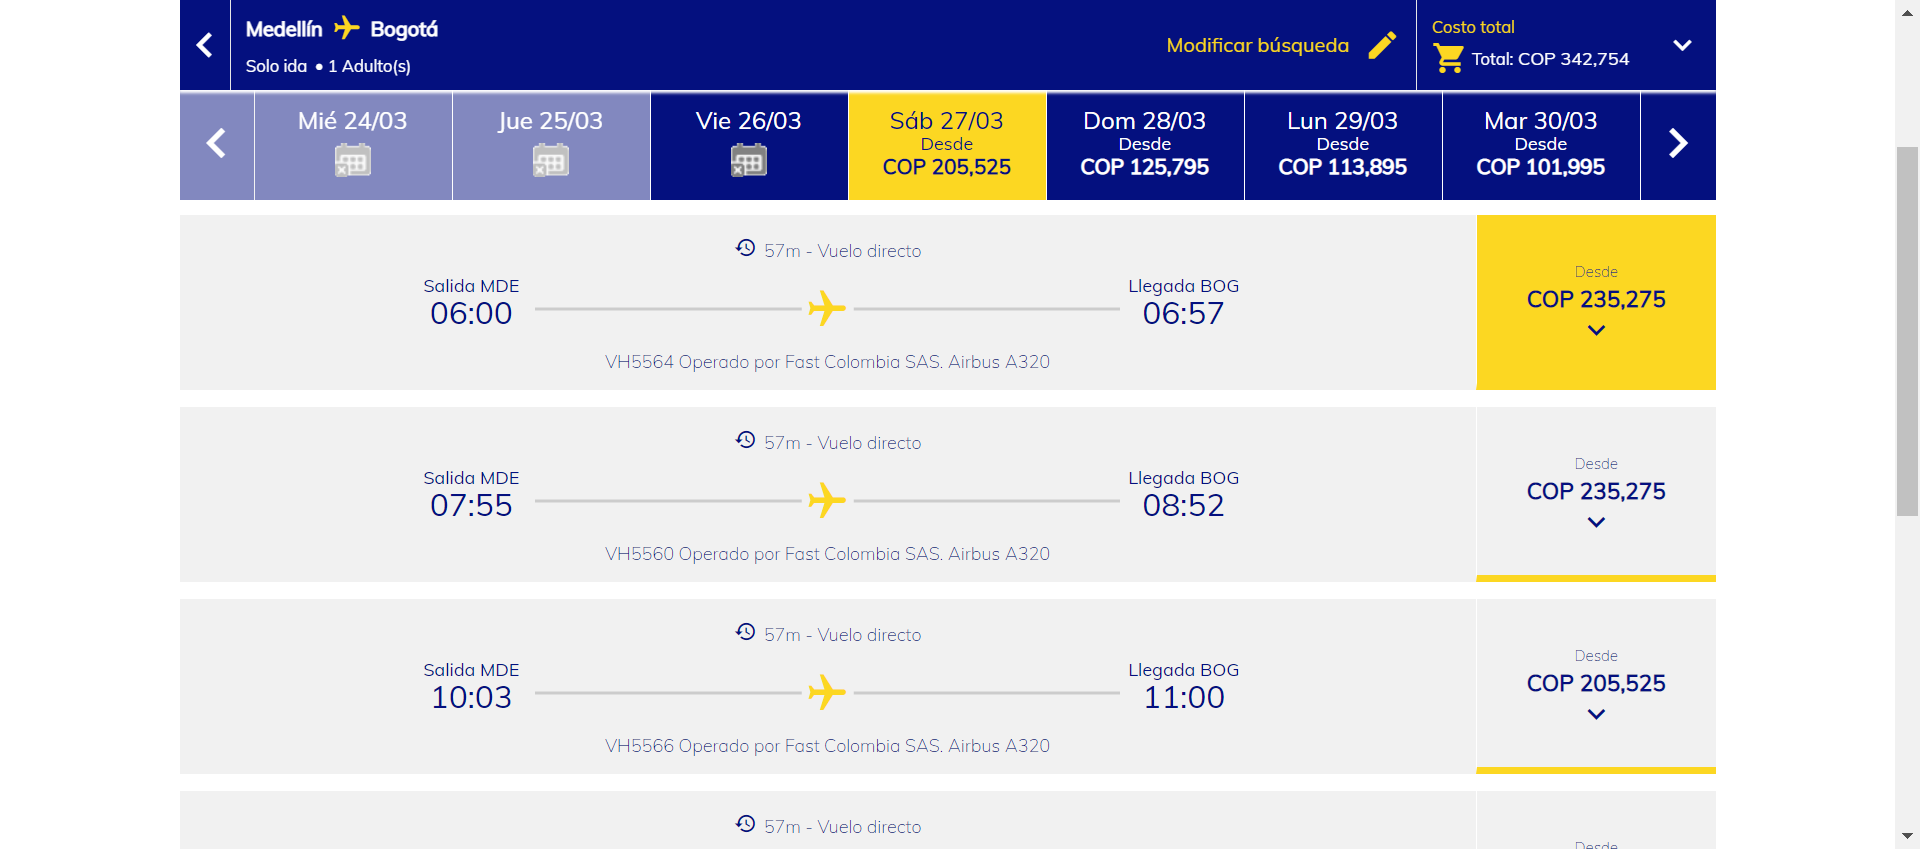 Medellín Bogotá
Solo ida • 1 Adulto(s)
Modificar búsqueda
Costo total
Total: COP 342,754
Mié 24/03
Jue 25/03
Vie 26/03
Sáb 27/03
Desde
COP 205,525
Dom 28/03
Desde
COP 125,795
Lun 29/03
Desde
COP 113,895
Mar 30/03
Desde
COP 101,995
57m - Vuelo directo
Salida MDE
06:00
Llegada BOG
06:57
VH5564 Operado por Fast Colombia SAS. Airbus A320
Desde
COP 235,275
57m - Vuelo directo
Salida MDE
07:55
Llegada BOG
08:52
VH5560 Operado por Fast Colombia SAS. Airbus A320
Desde
COP 235,275
57m - Vuelo directo
Salida MDE
10:03
Llegada BOG
11:00
VH5566 Operado por Fast Colombia SAS. Airbus A320
Desde
COP 205,525
57m - Vuelo directo
Desde